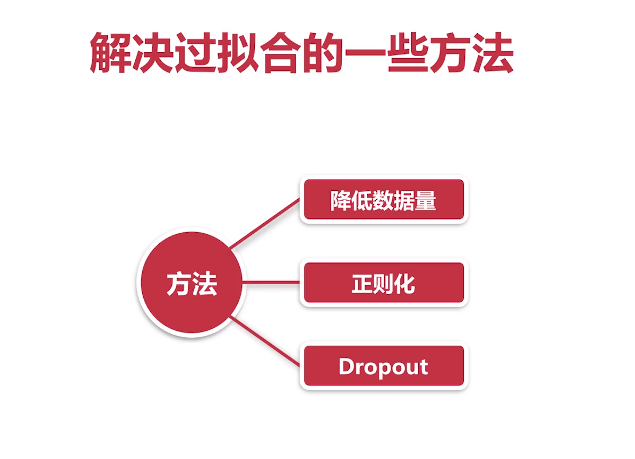 解决过拟合的一些方法
降低数据量
方法
正则化
Dropout